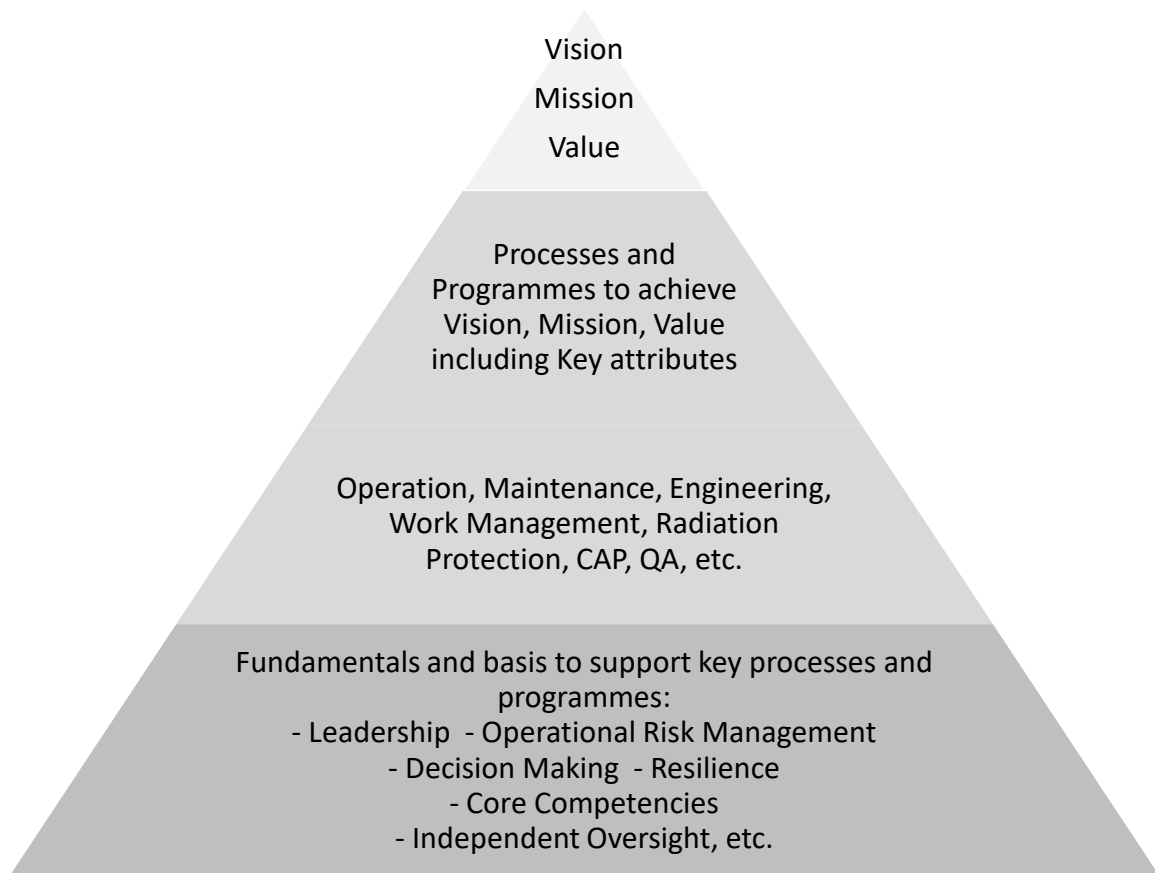 Vision
Mission
Value
Processes and
Programmes to achieve
Vision, Mission, Value
including Key attributes
Operation, Maintenance, Engineering,
Work Management, Radiation
Protection, CAP, QA, etc.
Fundamentals and basis to support key processes and
programmes:
- Leadership  - Operational Risk Management
- Decision Making  - Resilience
- Core Competencies
- Independent Oversight, etc.